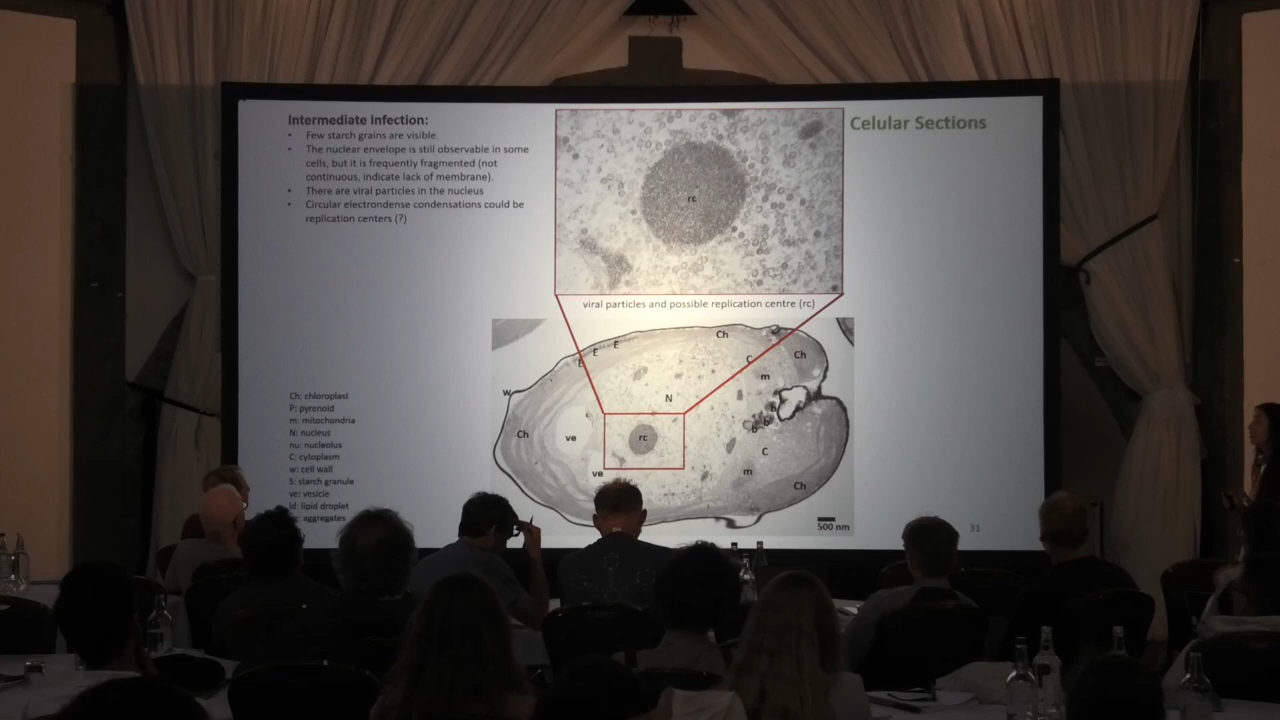 Intermediate infection:
• Few starch grains are visible.
• The nuclear envelope is still observable in some
cells, but it is frequently fragmented (not
continuous, indicate lack of membrane).
• There are viral particles in the nucleus
• Circular electrondense condensations could be
replication centers (?)
Celular Sections
rc
viral particles and possible replication centre (rc)
Ch
E
E
E
C
Ch
m
w
N
b
b
b
Ch
ve
rc
C
ve
m
Ch
500 nm
Ch: chloroplast
P: pyrenoid
m: mitochondria
N: nucleus
nu: nucleolus
C: cytoplasm
w: cell wall
S: starch granule
ve: vesicle
ld: lipid droplet
: aggregates
31